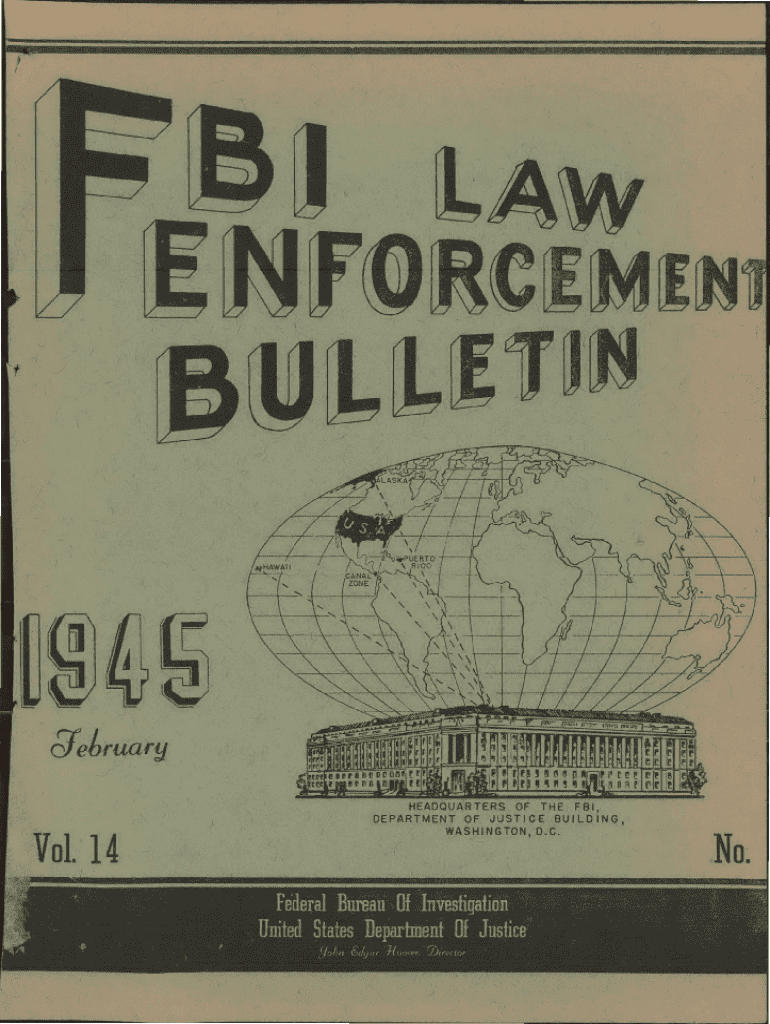 FBI LAW
ENFORCEMENT
BULLETIN
ALASKA
U.S.A.
HAWAII
PUERTO
RICO
CANAL
ZONE
1945
February
HEADQUARTERS OF THE FBI,
DEPARTMENT OF JUSTICE BUILDING,
WASHINGTON, D.C.
Vol. 14
No.
Federal Bureau Of Investigation
United States Department Of Justice
John Edgar Hoover, Director